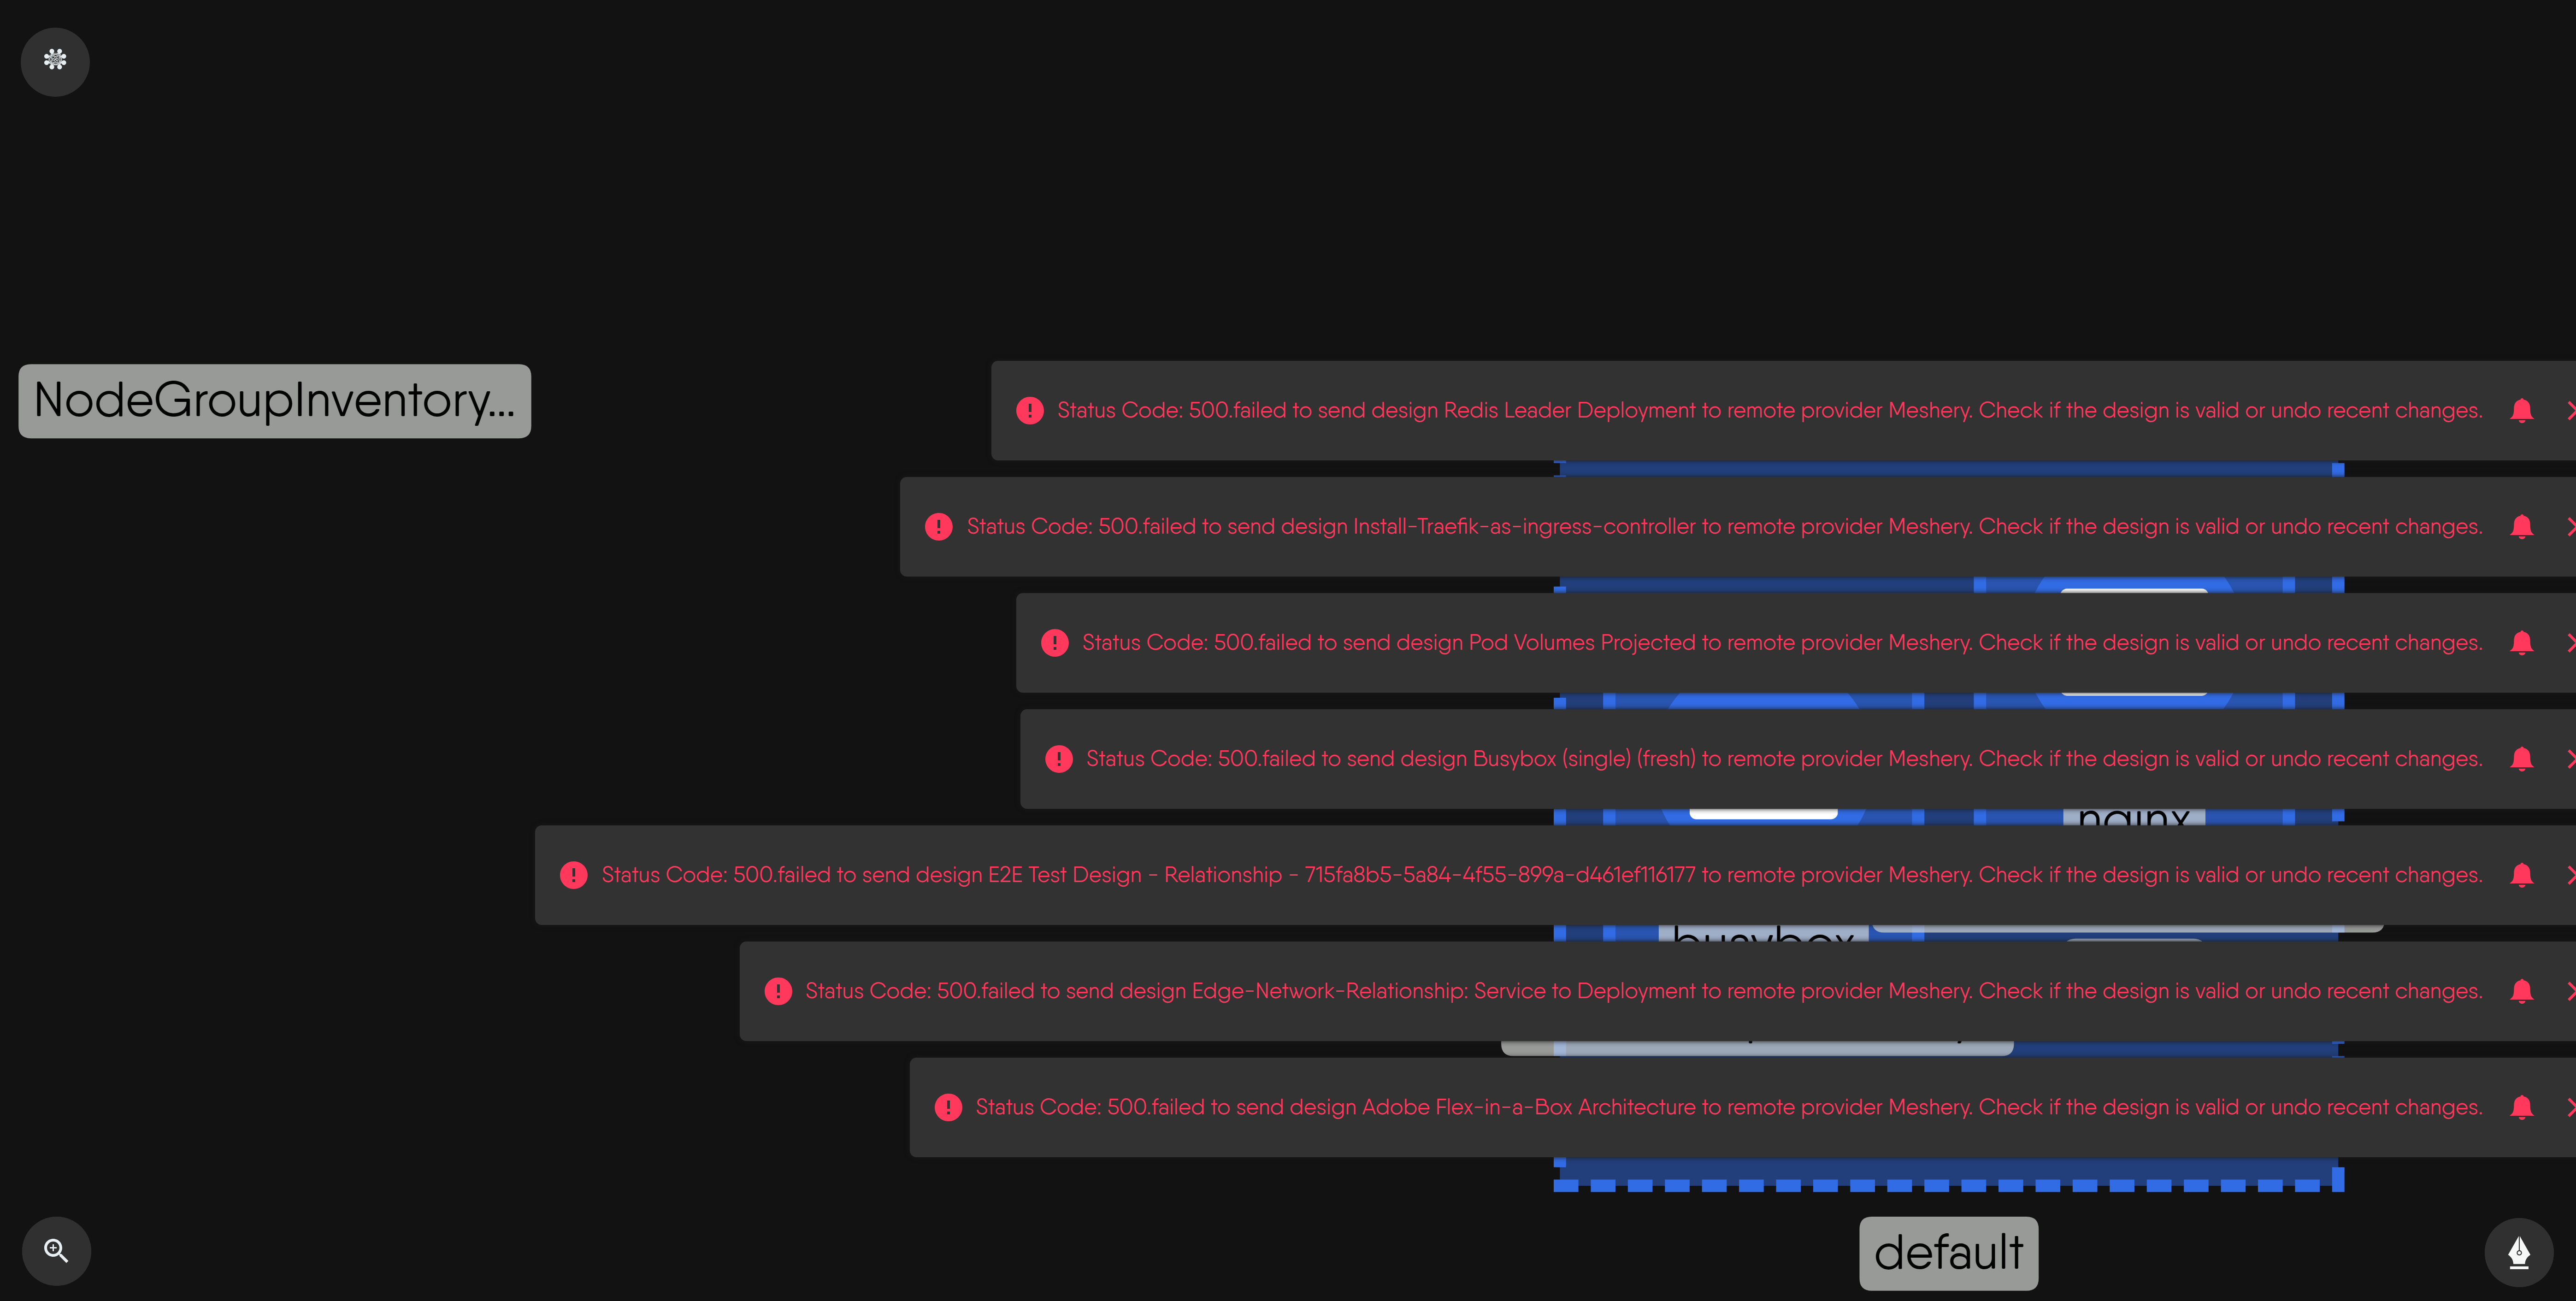 NodeGroupInventory...
Status Code: 500.failed to send design Redis Leader Deployment to remote provider Meshery. Check if the design is valid or undo recent changes.
Status Code: 500.failed to send design Install-Traefik-as-ingress-controller to remote provider Meshery. Check if the design is valid or undo recent changes.
Status Code: 500.failed to send design Pod Volumes Projected to remote provider Meshery. Check if the design is valid or undo recent changes.
Status Code: 500.failed to send design Busybox (single) (fresh) to remote provider Meshery. Check if the design is valid or undo recent changes.
nginx
Status Code: 500.failed to send design E2E Test Design - Relationship - 715fa8b5-5a84-4f55-899a-d461ef116177 to remote provider Meshery. Check if the design is valid or undo recent changes.
busybox
Status Code: 500.failed to send design Edge-Network-Relationship: Service to Deployment to remote provider Meshery. Check if the design is valid or undo recent changes.
Status Code: 500.failed to send design Adobe Flex-in-a-Box Architecture to remote provider Meshery. Check if the design is valid or undo recent changes.
default